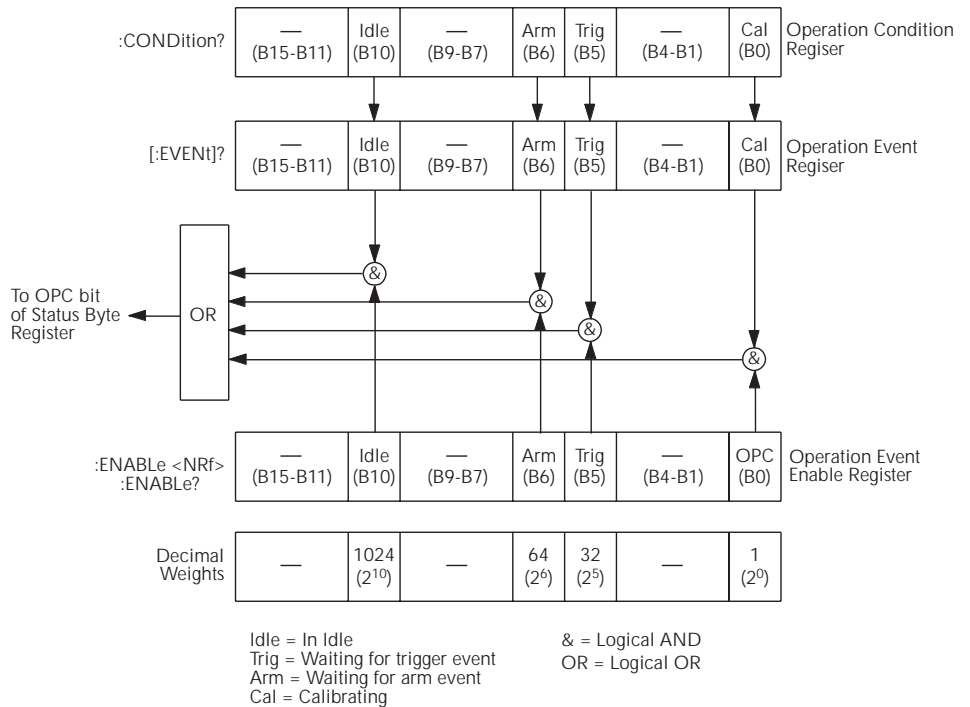 :CONDition?
— (B15-B11)
Idle (B10)
— (B9-B7)
Arm (B6)
Trig (B5)
— (B4-B1)
Cal (B0)
Operation Condition
Regiser
[:EVENt]?
— (B15-B11)
Idle (B10)
— (B9-B7)
Arm (B6)
Trig (B5)
— (B4-B1)
Cal (B0)
Operation Event
Regiser
&
&
&
&
To OPC bit
of Status Byte
Register
OR
:ENABLe <NRf>
:ENABLe?
— (B15-B11)
Idle (B10)
— (B9-B7)
Arm (B6)
Trig (B5)
— (B4-B1)
OPC (B0)
Operation Event
Enable Register
Decimal
Weights
—
1024 (2¹⁰)
—
64 (2⁶)
32 (2⁵)
—
1 (2⁰)
Idle = In Idle
Trig = Waiting for trigger event
Arm = Waiting for arm event
Cal = Calibrating
& = Logical AND
OR = Logical OR